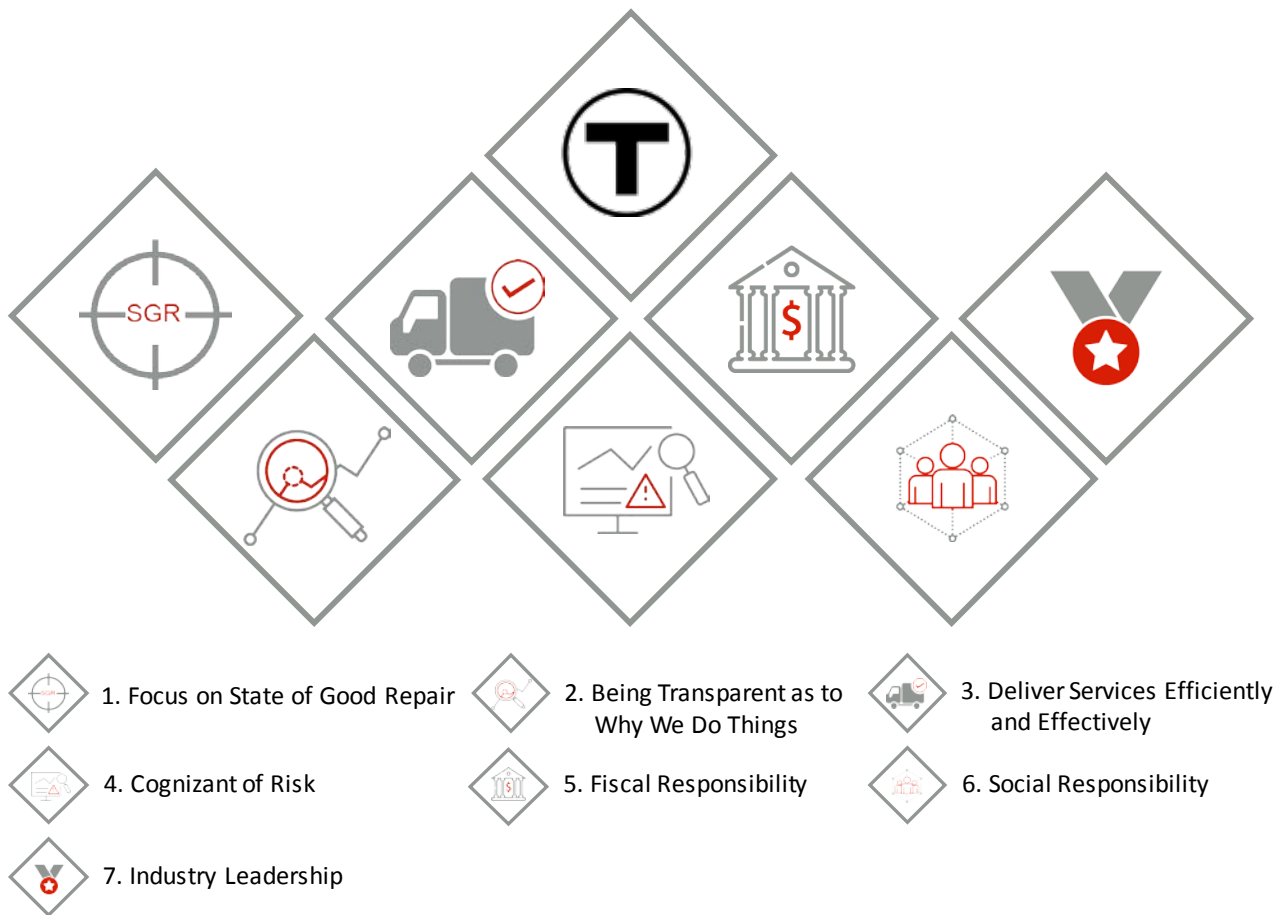 T
SGR
$
1. Focus on State of Good Repair
2. Being Transparent as to
Why We Do Things
3. Deliver Services Efficiently
and Effectively
4. Cognizant of Risk
5. Fiscal Responsibility
6. Social Responsibility
7. Industry Leadership